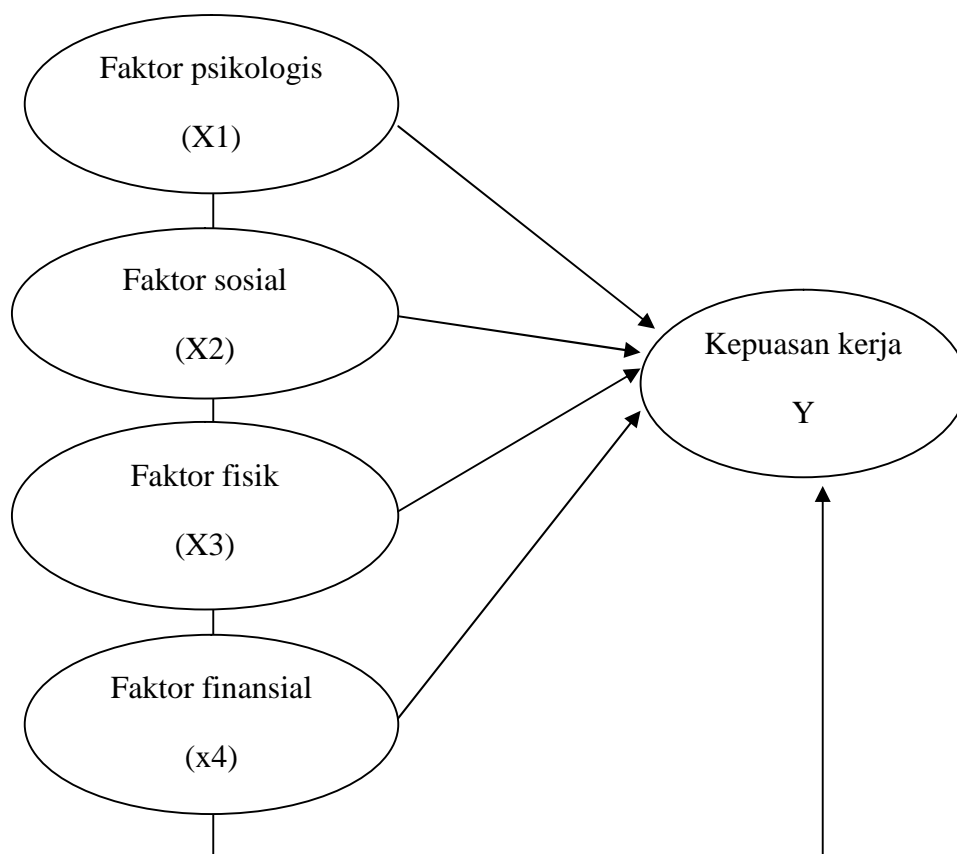 Faktor psikologis
(X1)
Faktor sosial
(X2)
Faktor fisik
(X3)
Faktor finansial
(x4)
Kepuasan kerja
Y